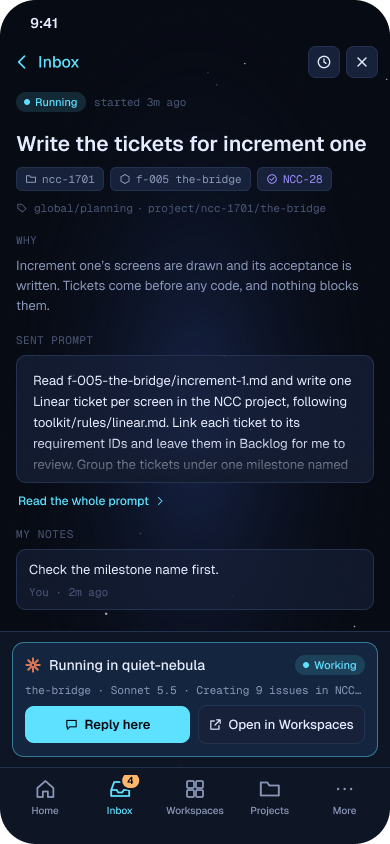 9:41
Inbox
Running started 3m ago
Write the tickets for increment one
ncc-1701 f-005 the-bridge NCC-28
global/planning · project/ncc-1701/the-bridge
WHY
Increment one's screens are drawn and its acceptance is
written. Tickets come before any code, and nothing blocks
them.
SENT PROMPT
Read f-005-the-bridge/increment-1.md and write one
Linear ticket per screen in the NCC project, following
toolkit/rules/linear.md. Link each ticket to its
requirement IDs and leave them in Backlog for me to
review. Group the tickets under one milestone named
Read the whole prompt
MY NOTES
Check the milestone name first.
You · 2m ago
Running in quiet-nebula Working
the-bridge · Sonnet 5.5 · Creating 9 issues in NCC…
Reply here Open in Workspaces
4
Home Inbox Workspaces Projects More